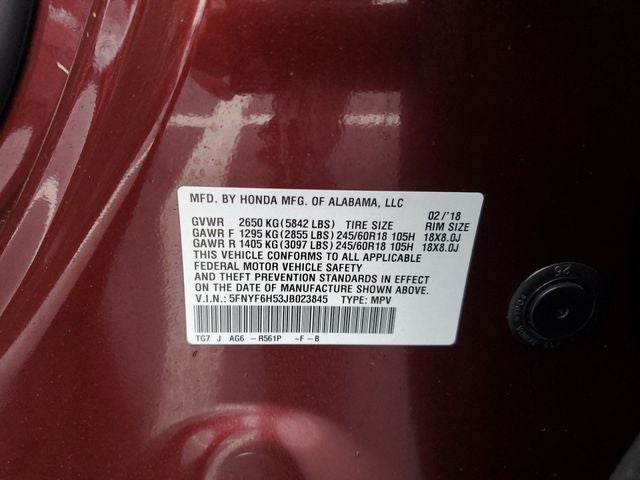 MFD. BY HONDA MFG. OF ALABAMA, LLC
02/'18
GVWR 2650 KG(5842 LBS) TIRE SIZE RIM SIZE
GAWR F 1295 KG(2855 LBS)245/60R18 105H 18X8.0J
GAWR R 1405 KG(3097 LBS)245/60R18 105H 18X8.0J
THIS VEHICLE CONFORMS TO ALL APPLICABLE
FEDERAL MOTOR VEHICLE SAFETY
AND THEFT PREVENTION STANDARDS IN EFFECT
ON THE DATE OF MANUFACTURE SHOWN ABOVE.
V.I.N.: 5FNYF6H53JB023845 TYPE: MPV
TG7 J AG6 -R561P -F-B
25